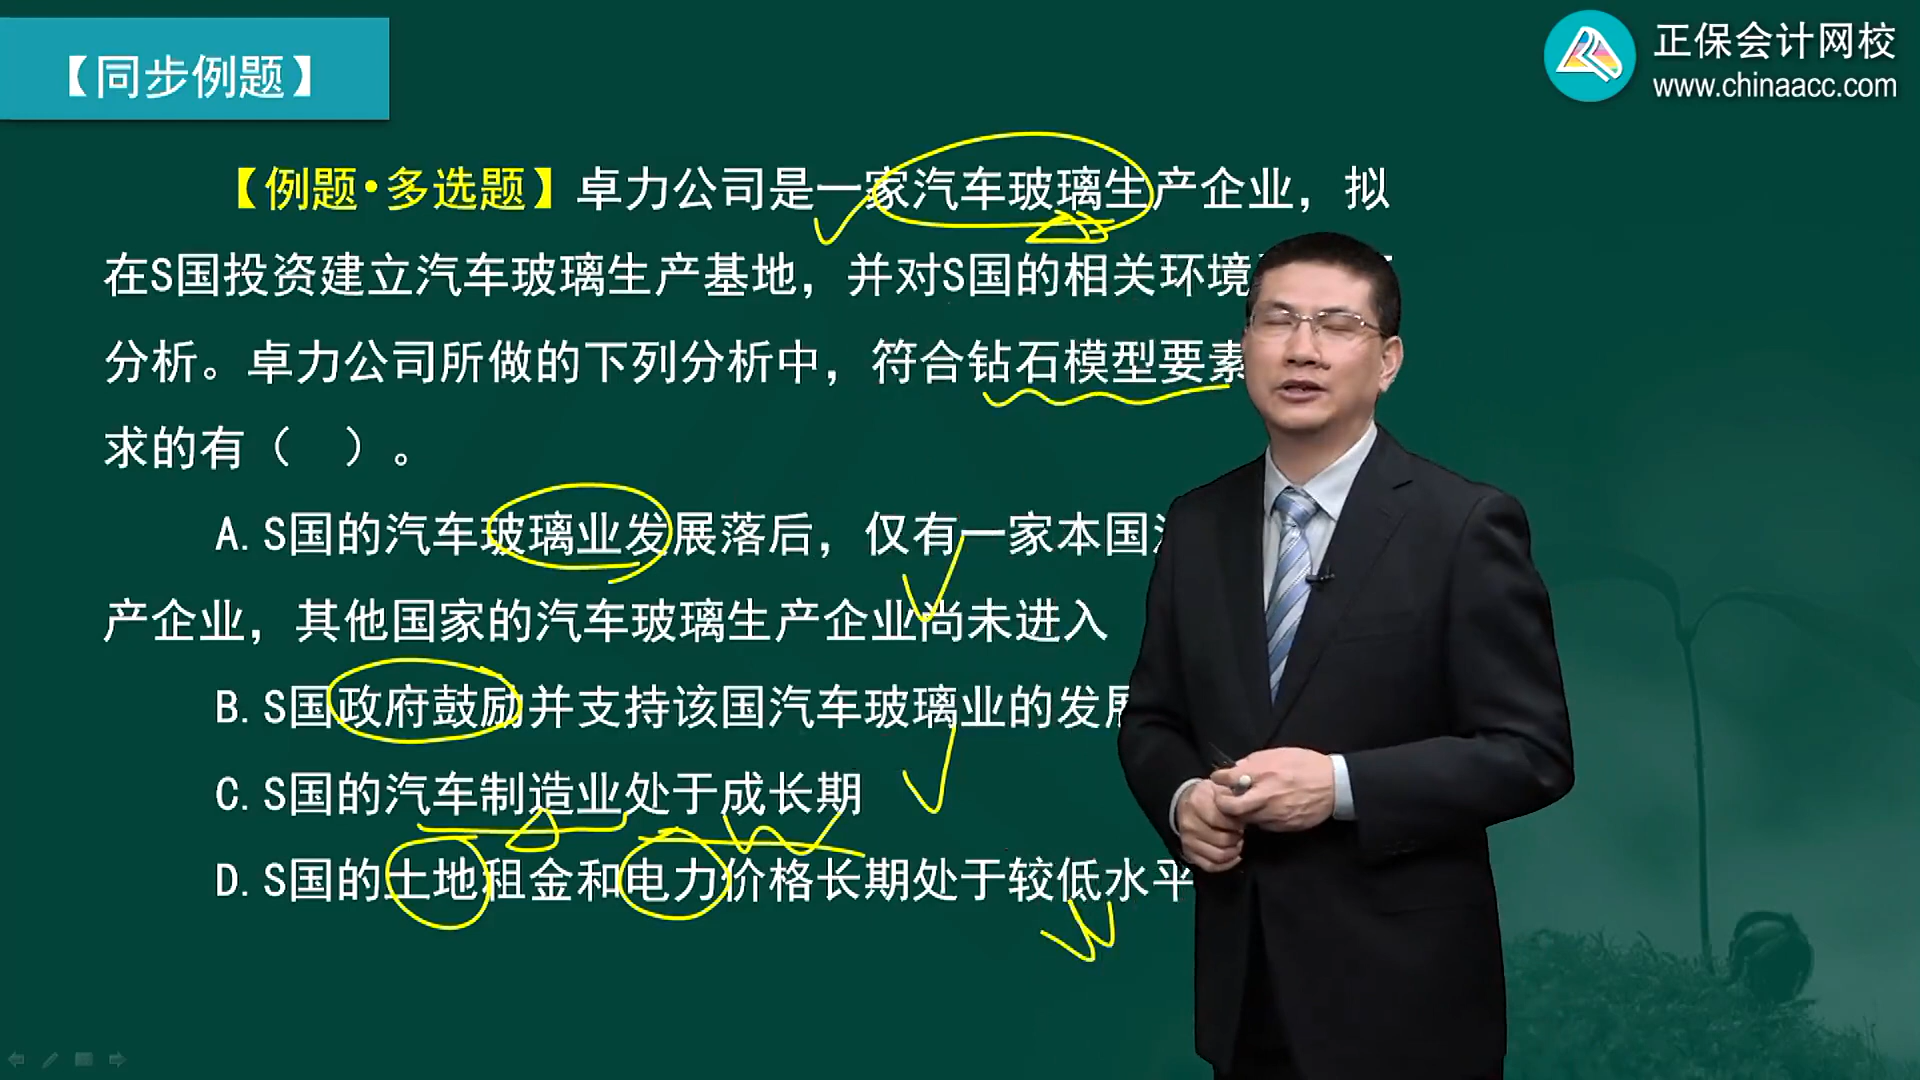 【同步例题】
正保会计网校
www.chinaacc.com
【例题·多选题】卓力公司是一家汽车玻璃生产企业，拟
在S国投资建立汽车玻璃生产基地，并对S国的相关环境
分析。卓力公司所做的下列分析中，符合钻石模型要素
求的有（ ）。
A.S国的汽车玻璃业发展落后，仅有一家本国
产企业，其他国家的汽车玻璃生产企业尚未进入
B.S国政府鼓励并支持该国汽车玻璃业的发展
C.S国的汽车制造业处于成长期
D.S国的土地租金和电力价格长期处于较低水平